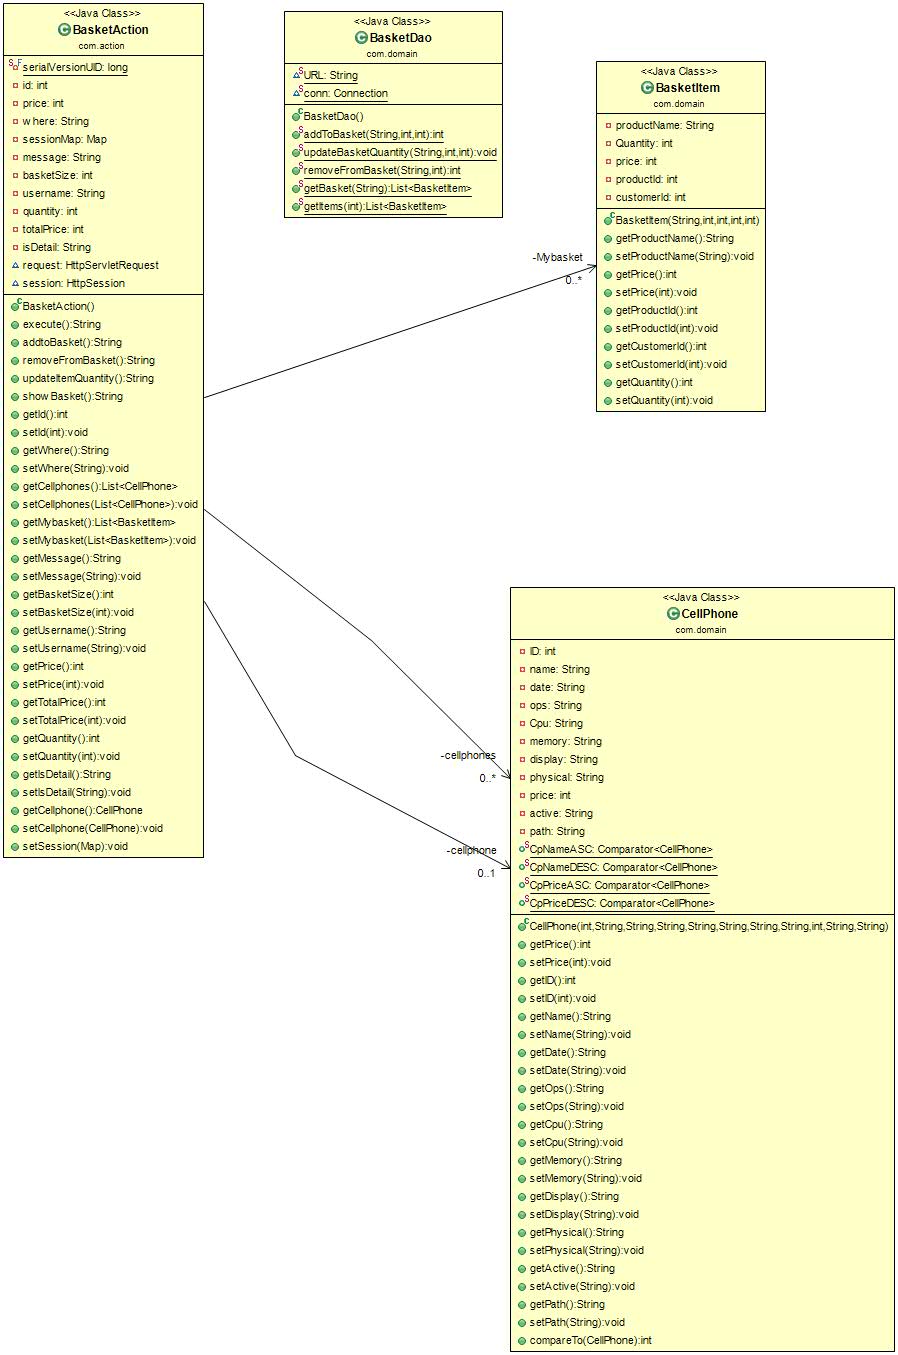 <<Java Class>>
BasketAction
com.action
serialVersionUID: long
id: int
price: int
where: String
sessionMap: Map
message: String
basketSize: int
username: String
quantity: int
totalPrice: int
isDetail: String
request: HttpServletRequest
session: HttpSession
BasketAction()
execute():String
addtoBasket():String
removeFromBasket():String
updateItemQuantity():String
showBasket():String
getId():int
setId(int):void
getWhere():String
setWhere(String):void
getCellphones():List<CellPhone>
setCellphones(List<CellPhone>):void
getMybasket():List<BasketItem>
setMybasket(List<BasketItem>):void
getMessage():String
setMessage(String):void
getBasketSize():int
setBasketSize(int):void
getUsername():String
setUsername(String):void
getPrice():int
setPrice(int):void
getTotalPrice():int
setTotalPrice(int):void
getQuantity():int
setQuantity(int):void
getIsDetail():String
setIsDetail(String):void
getCellphone():CellPhone
setCellphone(CellPhone):void
setSession(Map):void
<<Java Class>>
BasketDao
com.domain
URL: String
conn: Connection
BasketDao()
addToBasket(String,int,int):int
updateBasketQuantity(String,int,int):void
removeFromBasket(String,int):int
getBasket(String):List<BasketItem>
getItems(int):List<BasketItem>
<<Java Class>>
BasketItem
com.domain
productName: String
Quantity: int
price: int
productId: int
customerId: int
BasketItem(String,int,int,int,int)
getProductName():String
setProductName(String):void
getPrice():int
setPrice(int):void
getProductId():int
setProductId(int):void
getCustomerId():int
setCustomerId(int):void
getQuantity():int
setQuantity(int):void
-Mybasket
0..*
-cellphones
0..*
-cellphone
0..1
<<Java Class>>
CellPhone
com.domain
ID: int
name: String
date: String
ops: String
Cpu: String
memory: String
display: String
physical: String
price: int
active: String
path: String
CpNameASC: Comparator<CellPhone>
CpNameDESC: Comparator<CellPhone>
CpPriceASC: Comparator<CellPhone>
CpPriceDESC: Comparator<CellPhone>
CellPhone(int,String,String,String,String,String,String,String,int,String,String)
getPrice():int
setPrice(int):void
getID():int
setID(int):void
getName():String
setName(String):void
getDate():String
setDate(String):void
getOps():String
setOps(String):void
getCpu():String
setCpu(String):void
getMemory():String
setMemory(String):void
getDisplay():String
setDisplay(String):void
getPhysical():String
setPhysical(String):void
getActive():String
setActive(String):void
getPath():String
setPath(String):void
compareTo(CellPhone):int